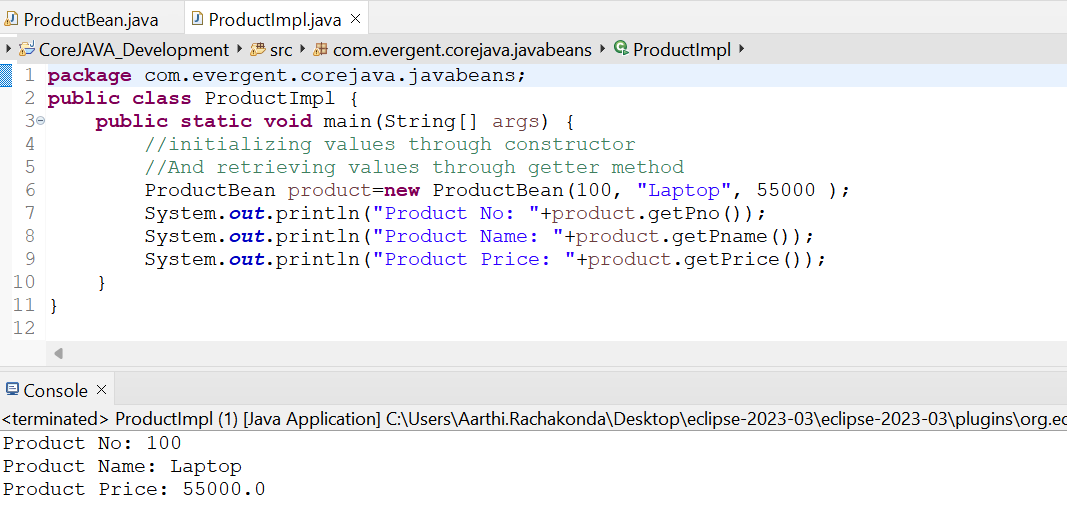 ProductBean.java ProductImpl.java
CoreJAVA_Development src com.evergent.corejava.javabeans ProductImpl
1 package com.evergent.corejava.javabeans;
2 public class ProductImpl {
3 public static void main(String[] args) {
4 //initializing values through constructor
5 //And retrieving values through getter method
6 ProductBean product=new ProductBean(100, "Laptop", 55000 );
7 System.out.println("Product No: "+product.getPno());
8 System.out.println("Product Name: "+product.getPname());
9 System.out.println("Product Price: "+product.getPrice());
10 }
11 }
12
Console
<terminated> ProductImpl (1) [Java Application] C:\Users\Aarthi.Rachakonda\Desktop\eclipse-2023-03\eclipse-2023-03\plugins\org.ec
Product No: 100
Product Name: Laptop
Product Price: 55000.0